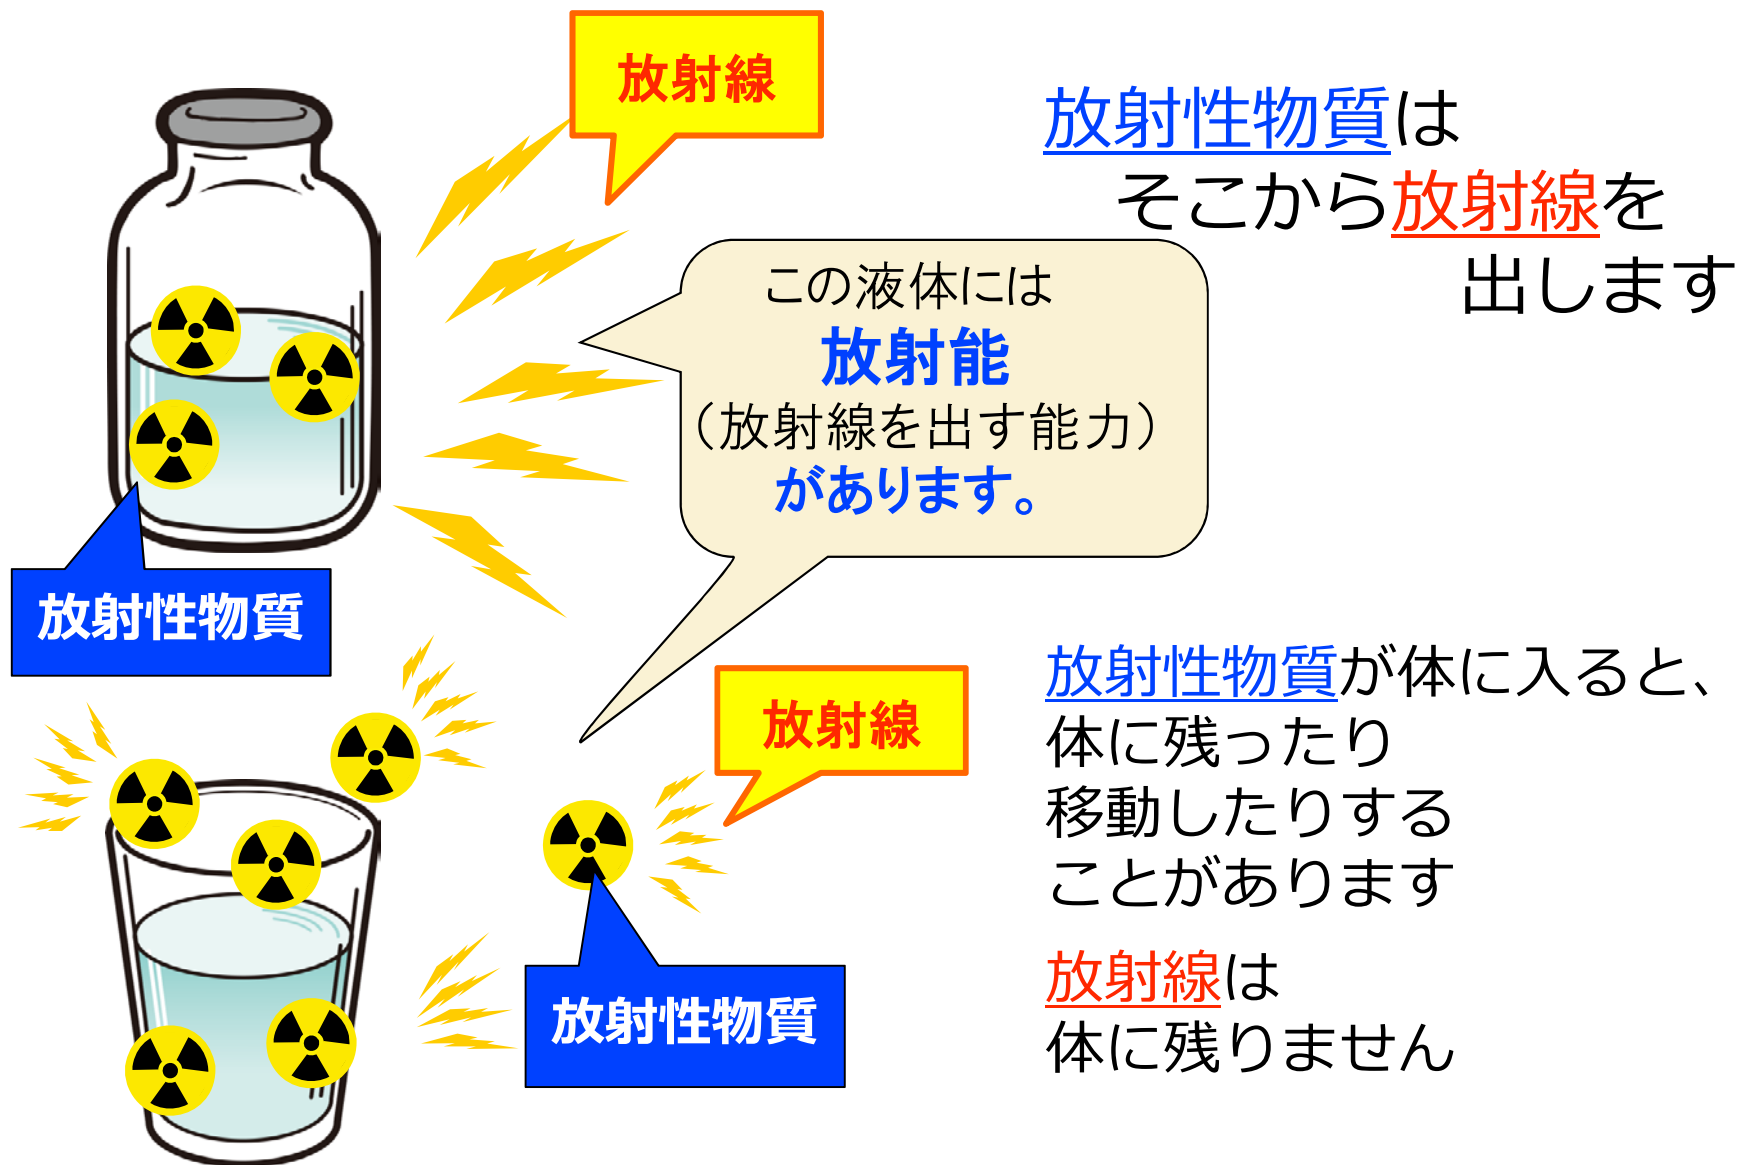 放射線
放射性物質は
そこから放射線を
出します
この液体には
放射能
（放射線を出す能力）
があります。
放射性物質
放射線
放射性物質
放射性物質が体に入ると、
体に残ったり
移動したりする
ことがあります
放射線は
体に残りません